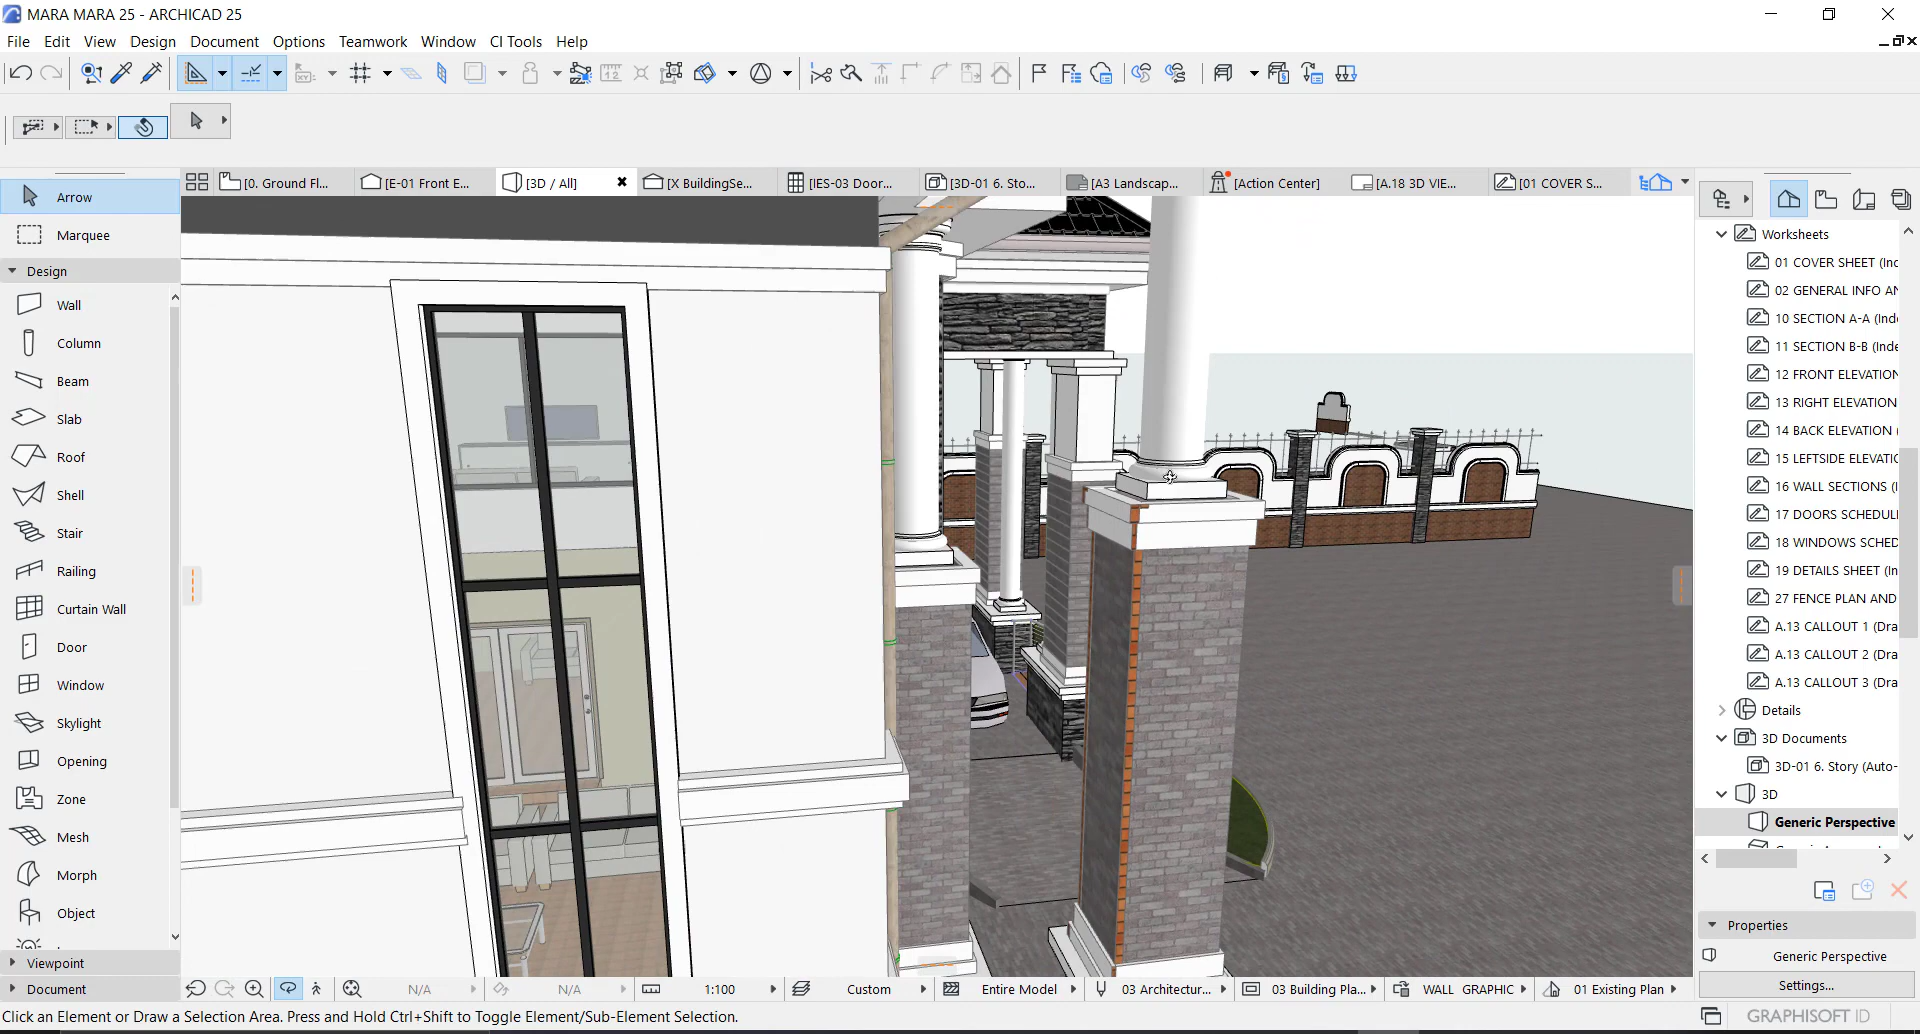 MARA MARA 25 - ARCHICAD 25
File Edit View Design Document Options Teamwork Window CI Tools Help
[0. Ground Fl... [E-01 Front E... [3D / All] [X BuildingSe... [IES-03 Door... [3D-01 6. Sto... [A3 Landscap... [Action Center] [A.18 3D VIE... [01 COVER S...
Arrow
Marquee
Design
Wall
Column
Beam
Slab
Roof
Shell
Stair
Railing
Curtain Wall
Door
Window
Skylight
Opening
Zone
Mesh
Morph
Object
Viewpoint
Document
Worksheets
01 COVER SHEET (Inc
02 GENERAL INFO AN
10 SECTION A-A (Inde
11 SECTION B-B (Inde
12 FRONT ELEVATION
13 RIGHT ELEVATION
14 BACK ELEVATION (
15 LEFTSIDE ELEVATIO
16 WALL SECTIONS (I
17 DOORS SCHEDUL
18 WINDOWS SCHED
19 DETAILS SHEET (In
27 FENCE PLAN AND
A.13 CALLOUT 1 (Dra
A.13 CALLOUT 2 (Dra
A.13 CALLOUT 3 (Dra
Details
3D Documents
3D-01 6. Story (Auto-
3D
Generic Perspective
Properties
Generic Perspective
Settings...
N/A N/A 1:100 Custom Entire Model 03 Architectur... 03 Building Pla... WALL GRAPHIC 01 Existing Plan
Click an Element or Draw a Selection Area. Press and Hold Ctrl+Shift to Toggle Element/Sub-Element Selection.
GRAPHISOFT ID